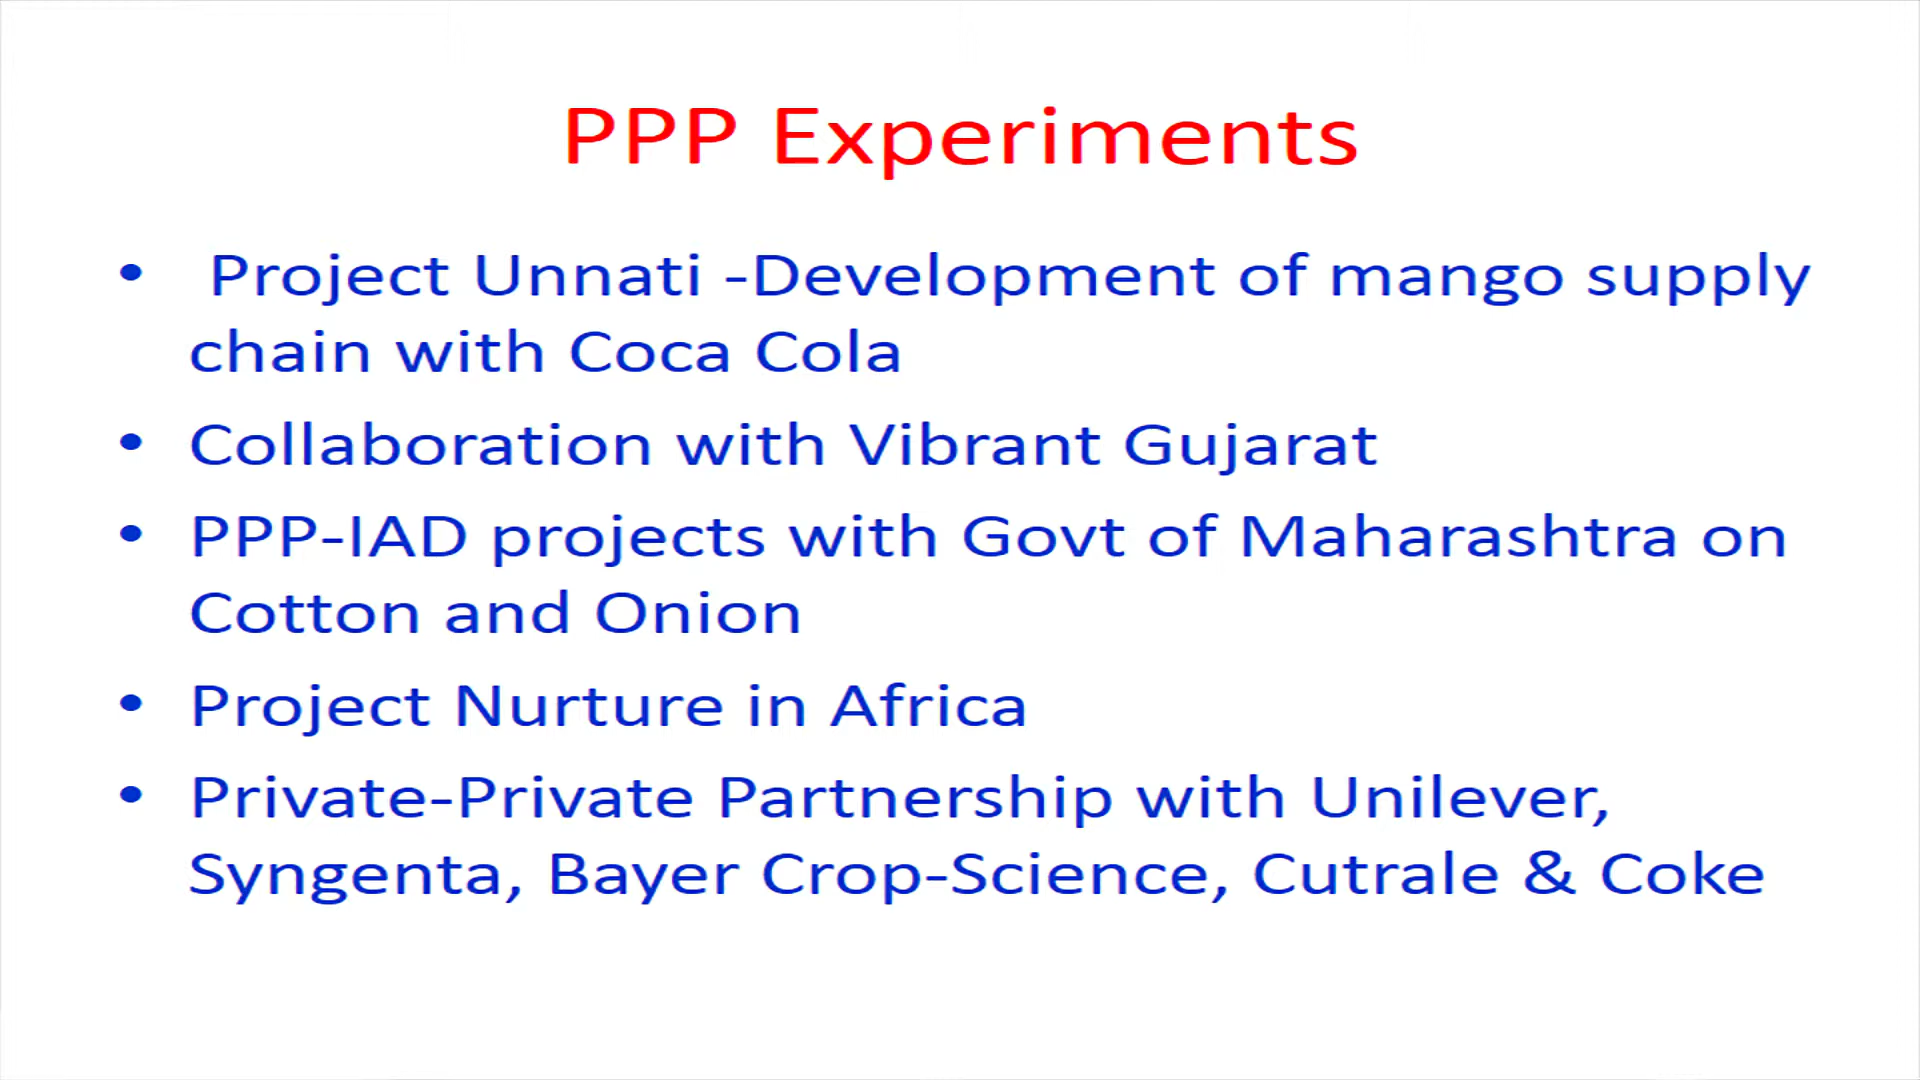 PPP Experiments
• Project Unnati -Development of mango supply
chain with Coca Cola
• Collaboration with Vibrant Gujarat
• PPP-IAD projects with Govt of Maharashtra on
Cotton and Onion
• Project Nurture in Africa
• Private-Private Partnership with Unilever,
Syngenta, Bayer Crop-Science, Cutrale & Coke